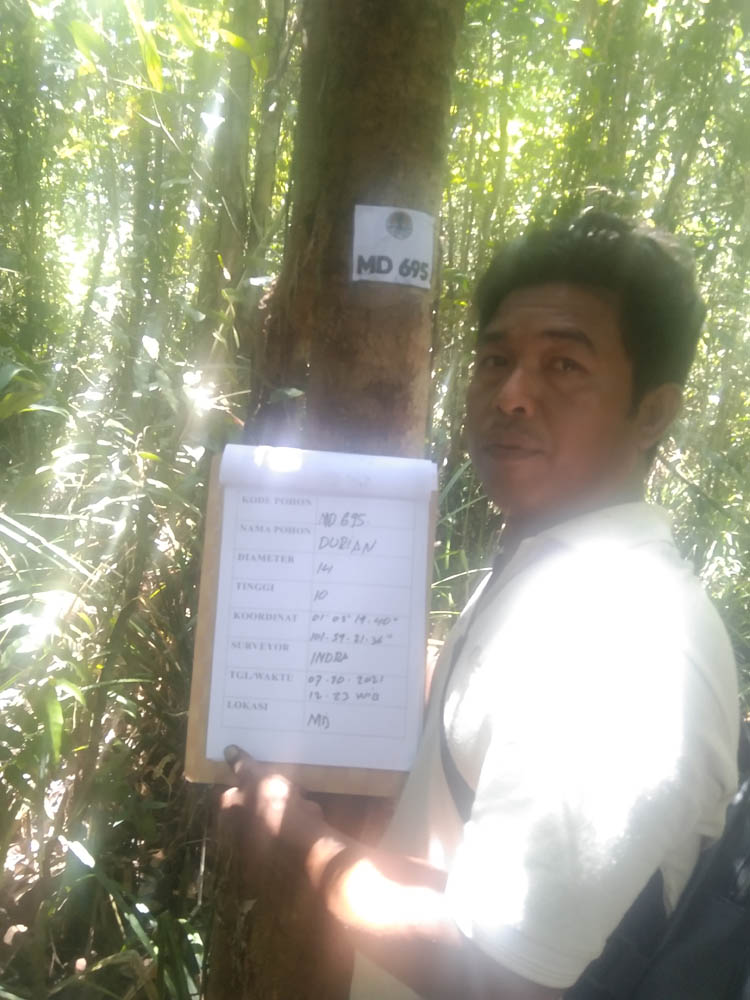 MD 695
KODE POHON MD 695
NAMA POHON DURIAN
DIAMETER 14
TINGGI 10
KOORDINAT 01.05'19.40"
101.39.21.36"
SURVEYOR INDRA
TGL/WAKTU 07.10.2021
12.23 WIB
LOKASI MD